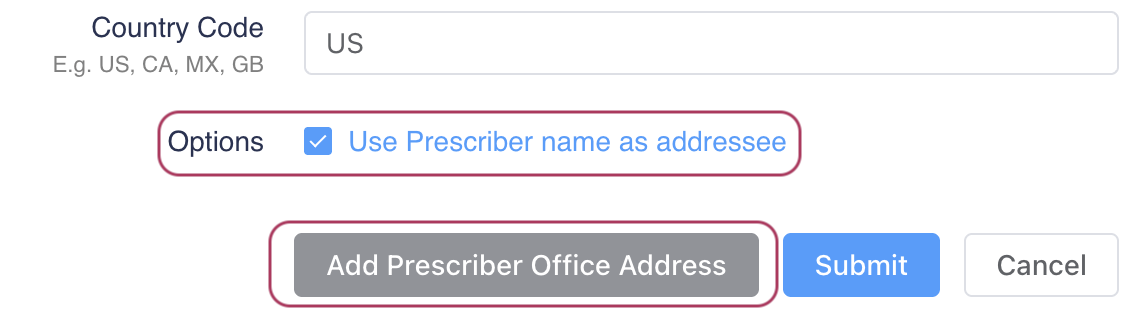 Country Code
US
E.g. US, CA, MX, GB
Options
Use Prescriber name as addressee
Add Prescriber Office Address
Submit
Cancel